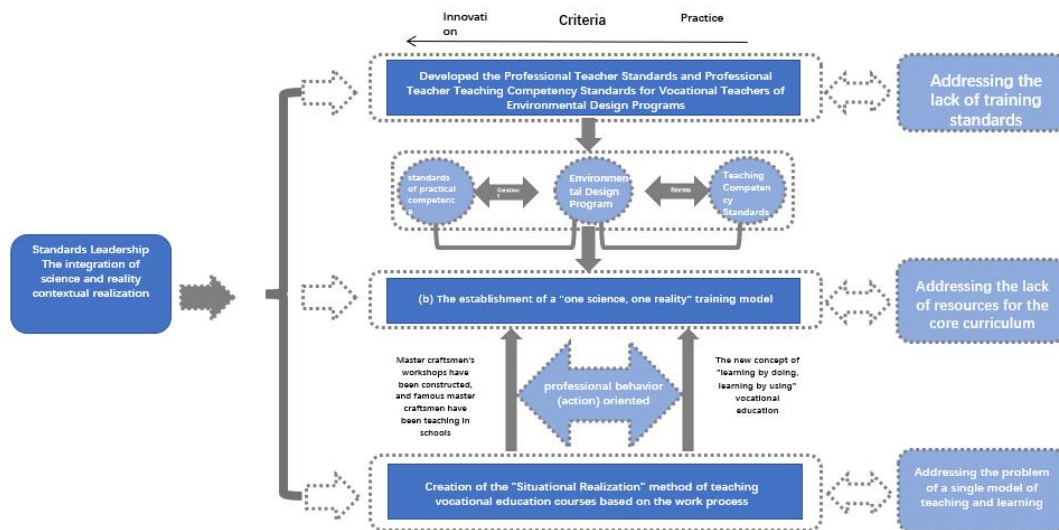 Innovati
on
Criteria
Practice
Developed the Professional Teacher Standards and Professional
Teacher Teaching Competency Standards for Vocational Teachers of
Environmental Design Programs
Addressing the
lack of training
standards
standards
of practical
competenc
e
Environmen
tal Design
Program
Norms
Teaching
Competen
cy
Standards
Standards Leadership
The integration of
science and reality
contextual realization
(b) The establishment of a "one science, one reality" training model
Addressing the lack
of resources for the
core curriculum
Master craftsmen's
workshops have
been constructed,
and famous master
craftsmen have
been teaching in
schools
professional behavior
(action) oriented
The new concept of
"learning by doing,
learning by using"
vocational
education
Creation of the "Situational Realization" method of teaching
vocational education courses based on the work process
Addressing the problem
of a single model of
teaching and learning